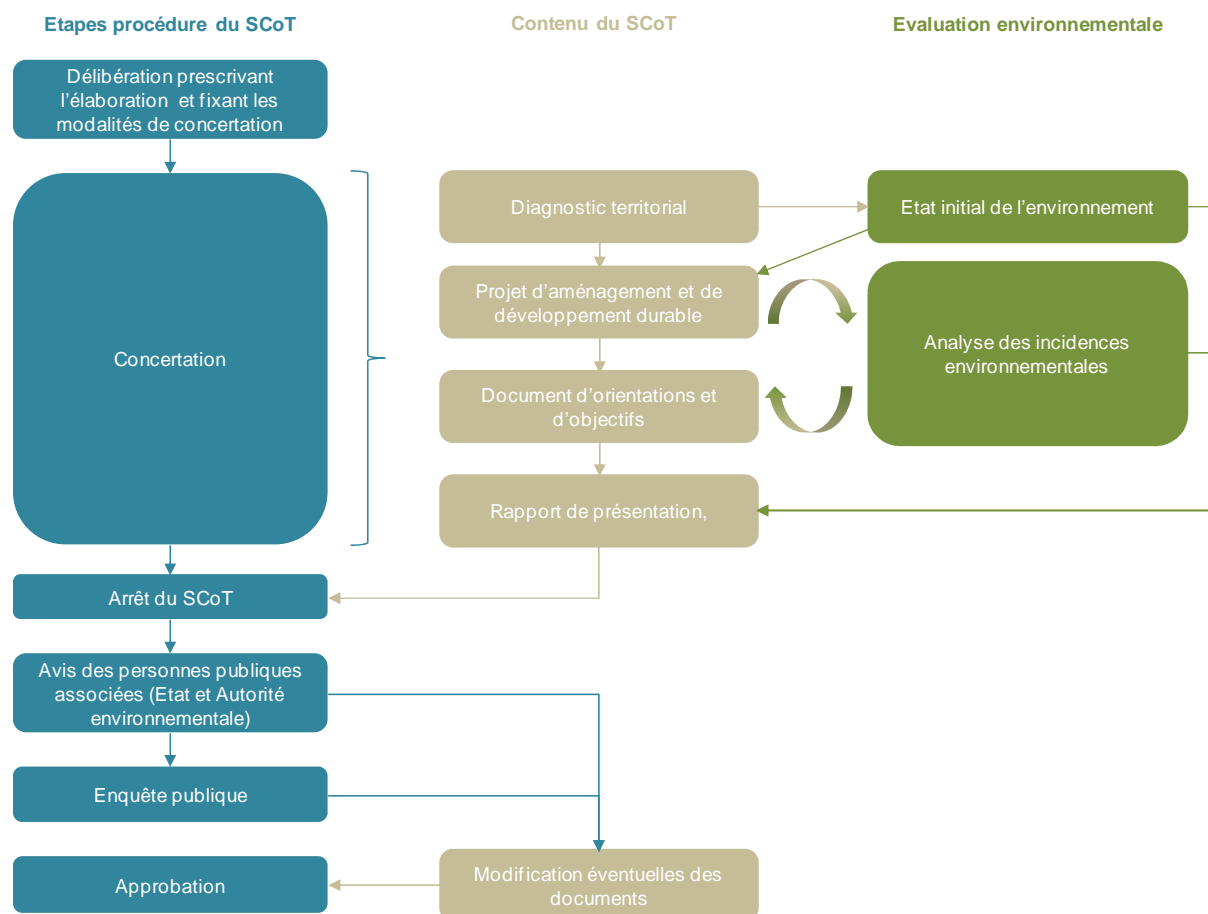 Etapes procédure du SCoT
Contenu du SCoT
Evaluation environnementale
Délibération prescrivant
l'élaboration et fixant les
modalités de concertation
Concertation
Diagnostic territorial
Etat initial de l'environnement
Projet d'aménagement et de
développement durable
Analyse des incidences
environnementales
Document d'orientations et
d'objectifs
Rapport de présentation,
Arrêt du SCoT
Avis des personnes publiques
associées (Etat et Autorité
environnementale)
Enquête publique
Approbation
Modification éventuelles des
documents